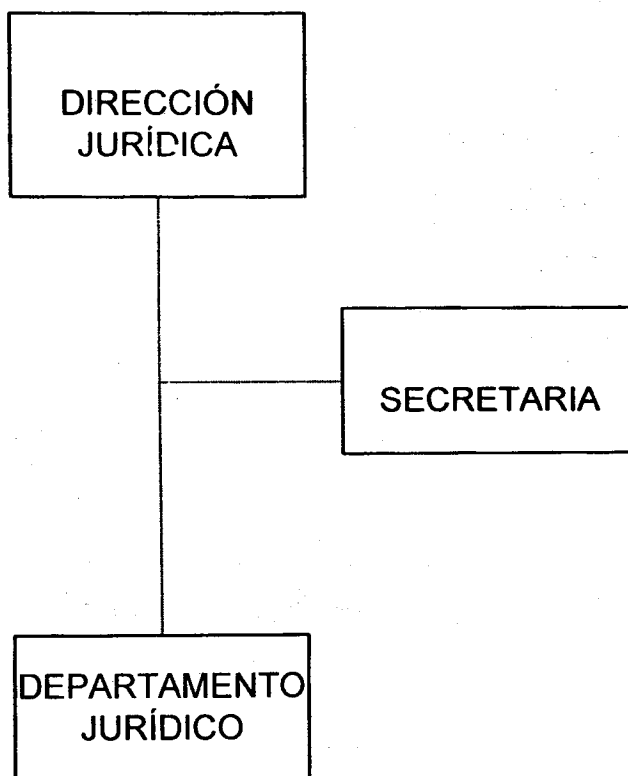 DIRECCIÓN
JURÍDICA
SECRETARIA
DEPARTAMENTO
JURÍDICO